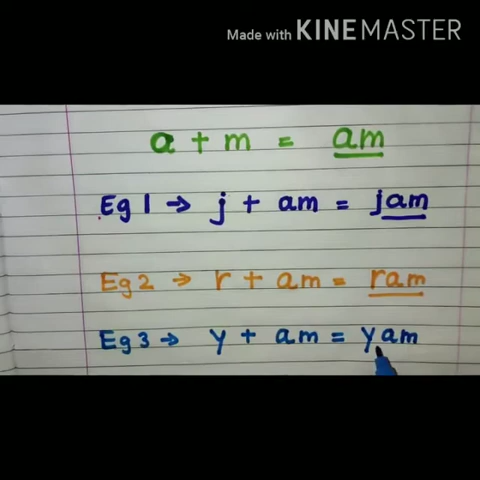 Made with KINEMASTER
a + m = am
Eg 1 → j + am = jam
Eg 2 → r + am = ram
Eg 3 → y + am = yam